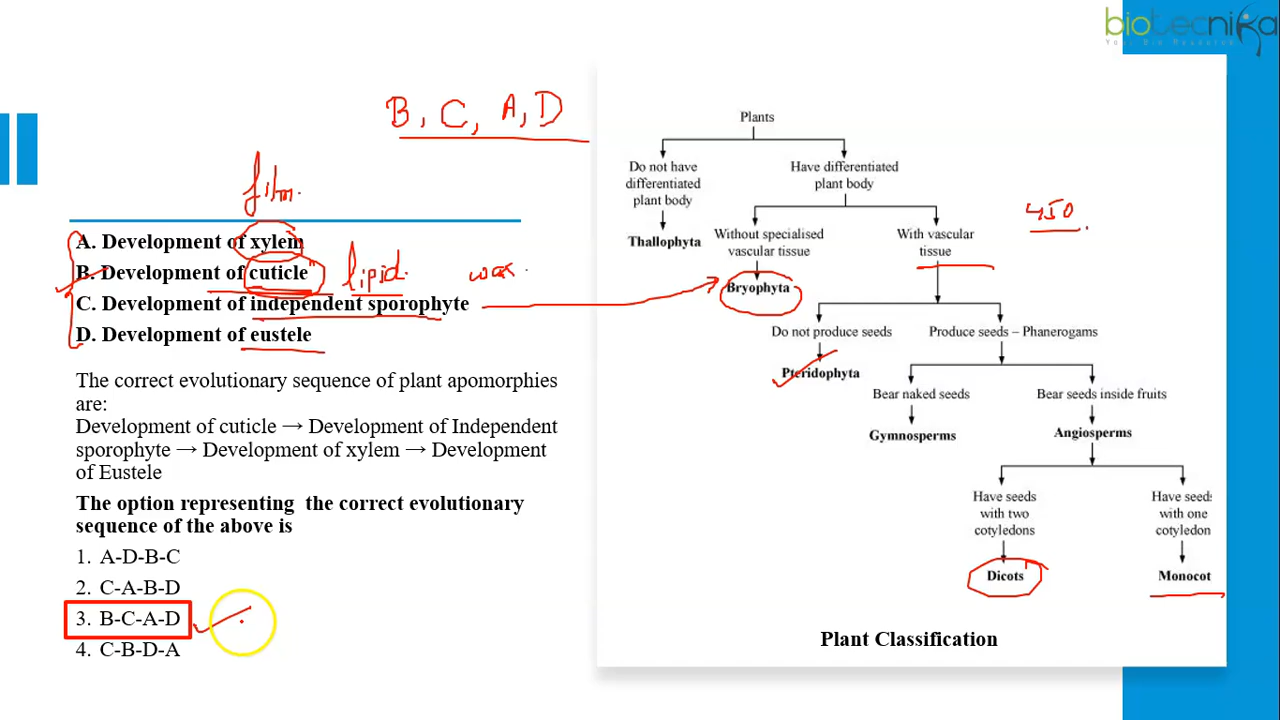 biotecnika
B, C, A, D
film
A. Development of xylem
B. Development of cuticle
lipid
wax
C. Development of independent sporophyte
D. Development of eustele
The correct evolutionary sequence of plant apomorphies
are:
Development of cuticle → Development of Independent
sporophyte → Development of xylem → Development
of Eustele
The option representing the correct evolutionary
sequence of the above is
1. A-D-B-C
2. C-A-B-D
3. B-C-A-D
4. C-B-D-A
Plants
Do not have
differentiated
plant body
Have differentiated
plant body
450
Thallophyta
Without specialised
vascular tissue
With vascular
tissue
Bryophyta
Do not produce seeds
Produce seeds – Phanerogams
Pteridophyta
Bear naked seeds
Bear seeds inside fruits
Gymnosperms
Angiosperms
Have seeds
with two
cotyledons
Have seeds
with one
cotyledon
Dicots
Monocot
Plant Classification